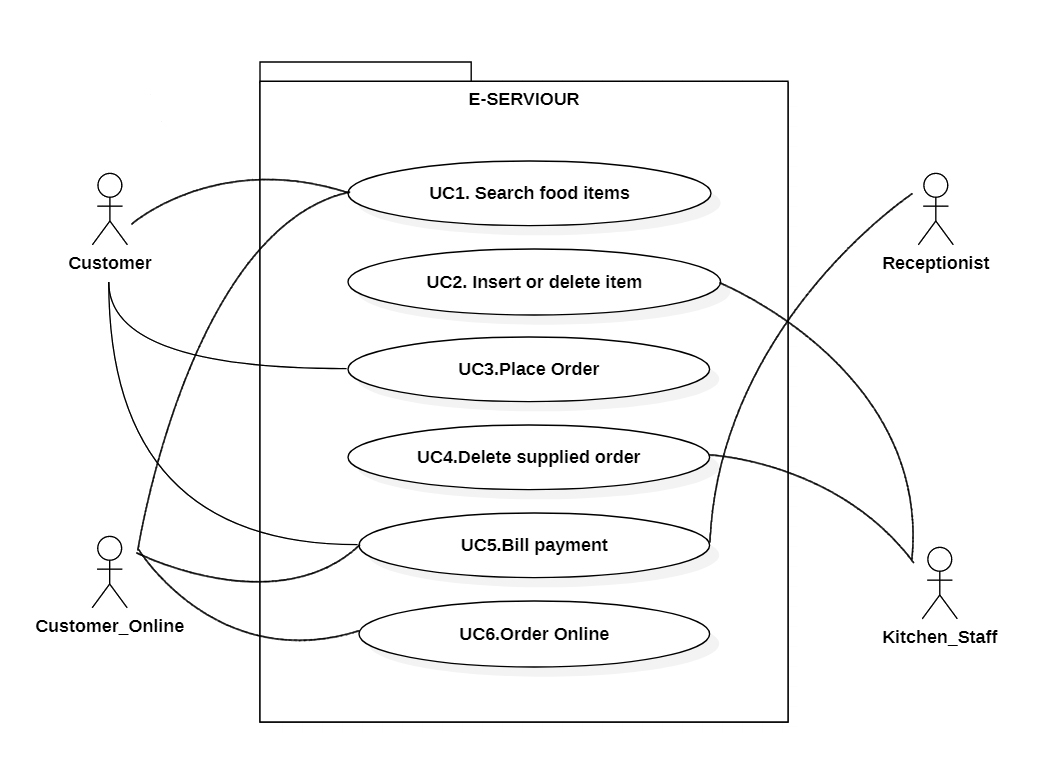 E-SERVIOUR
UC1. Search food items
Customer
Receptionist
UC2. Insert or delete item
UC3.Place Order
UC4.Delete supplied order
UC5.Bill payment
Customer_Online
UC6.Order Online
Kitchen_Staff